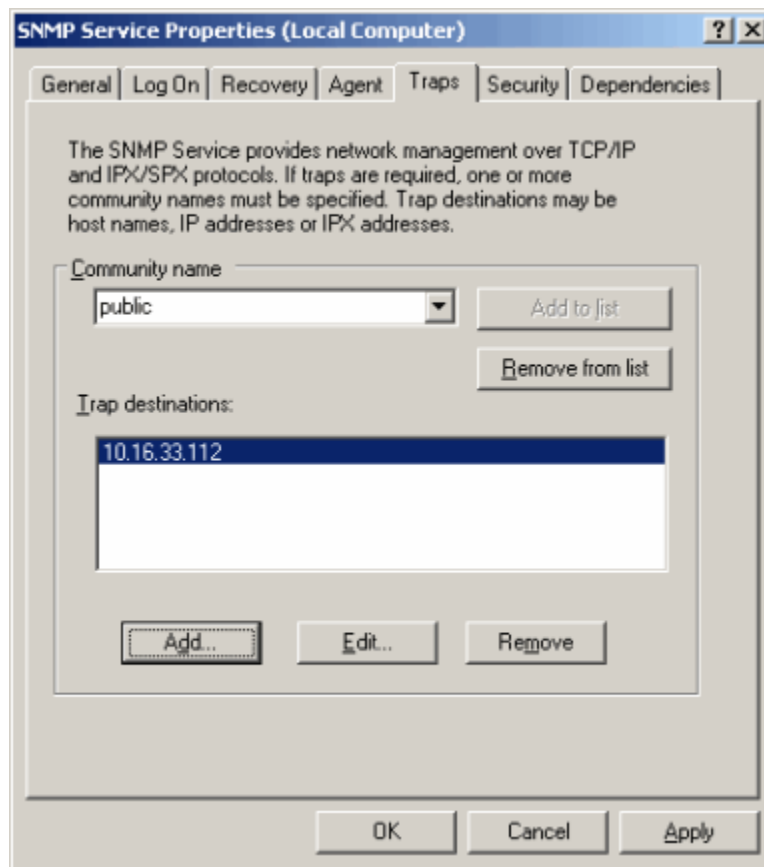 SNMP Service Properties (Local Computer)
General Log On Recovery Agent Traps Security Dependencies
The SNMP Service provides network management over TCP/IP
and IPX/SPX protocols. If traps are required, one or more
community names must be specified. Trap destinations may be
host names, IP addresses or IPX addresses.
Community name
public
Add to list
Remove from list
Trap destinations:
10.16.33.112
Add... Edit... Remove
OK Cancel Apply